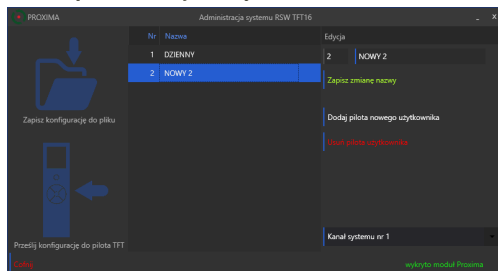 PROXIMA
Administracja systemu RSW TFT16
_ x
Nr Nazwa
Edycja
1 DZIENNY
2 NOWY 2
2 NOWY 2
Zapisz zmianę nazwy
Zapisz konfigurację do pliku
Dodaj pilota nowego użytkownika
Usuń pilota użytkownika
Kanał systemu nr 1
Prześlij konfigurację do pilota TFT
Cofnij
wykryto moduł Proxima